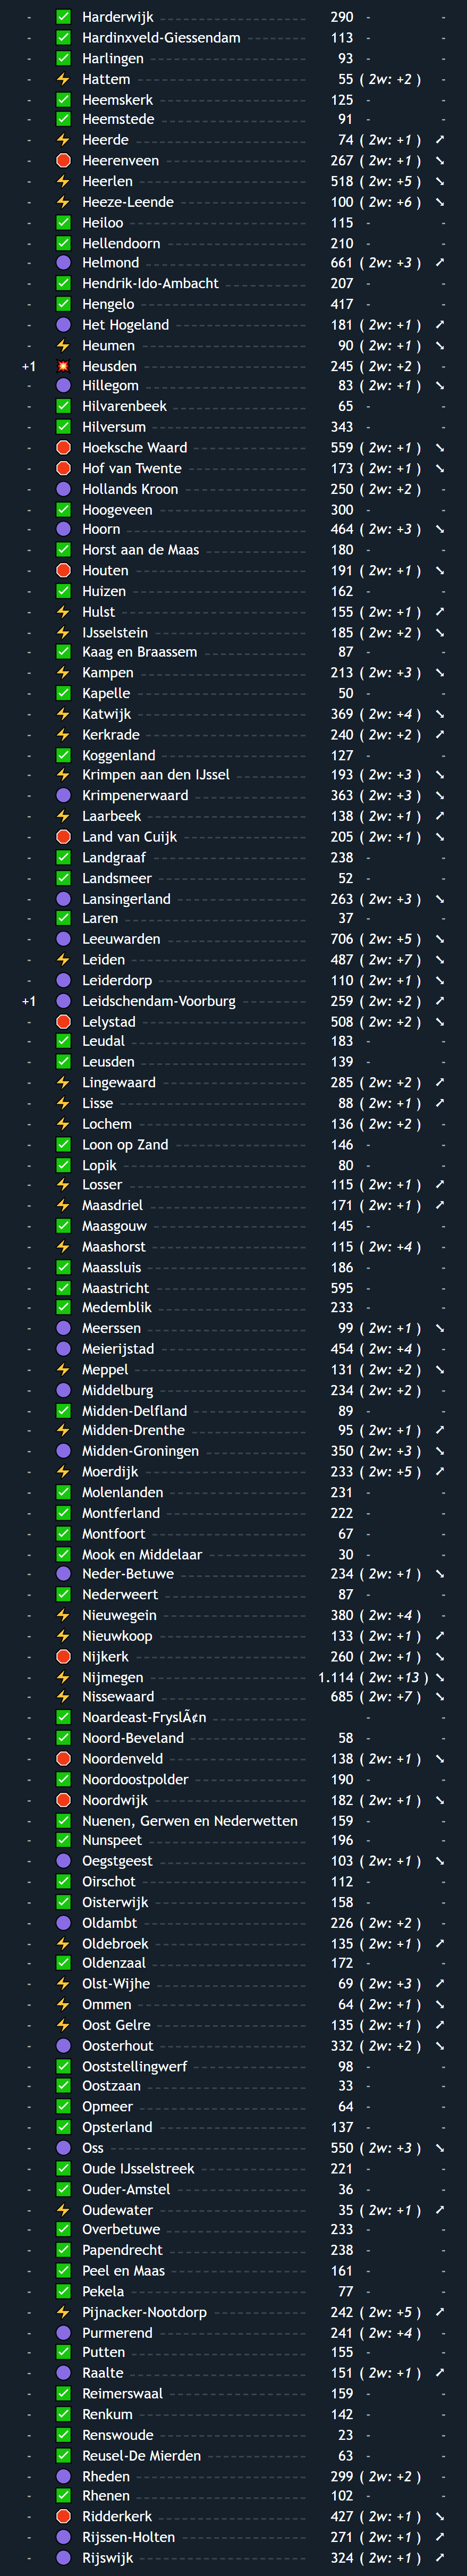 - ✅ Harderwijk 290 - -
- ✅ Hardinxveld-Giessendam 113 - -
- ✅ Harlingen 93 - -
- ⚡ Hattem 55 ( 2w: +2 ) -
- ✅ Heemskerk 125 - -
- ✅ Heemstede 91 - -
- ⚡ Heerde 74 ( 2w: +1 ) ➚
- 🛑 Heerenveen 267 ( 2w: +1 ) ➘
- ⚡ Heerlen 518 ( 2w: +5 ) ➘
- ⚡ Heeze-Leende 100 ( 2w: +6 ) ➘
- ✅ Heiloo 115 - -
- ✅ Hellendoorn 210 - -
- 🟣 Helmond 661 ( 2w: +3 ) ➚
- ✅ Hendrik-Ido-Ambacht 207 - -
- ✅ Hengelo 417 - -
- 🟣 Het Hogeland 181 ( 2w: +1 ) ➚
- ⚡ Heumen 90 ( 2w: +1 ) ➘
+1 💥 Heusden 245 ( 2w: +2 ) -
- 🟣 Hillegom 83 ( 2w: +1 ) ➘
- ✅ Hilvarenbeek 65 - -
- ✅ Hilversum 343 - -
- 🛑 Hoeksche Waard 559 ( 2w: +1 ) ➘
- 🛑 Hof van Twente 173 ( 2w: +1 ) ➘
- 🟣 Hollands Kroon 250 ( 2w: +2 ) -
- ✅ Hoogeveen 300 - -
- 🟣 Hoorn 464 ( 2w: +3 ) ➘
- ✅ Horst aan de Maas 180 - -
- 🛑 Houten 191 ( 2w: +1 ) ➘
- ✅ Huizen 162 - -
- ⚡ Hulst 155 ( 2w: +1 ) ➚
- ⚡ IJsselstein 185 ( 2w: +2 ) ➘
- ✅ Kaag en Braassem 87 - -
- ⚡ Kampen 213 ( 2w: +3 ) ➘
- ✅ Kapelle 50 - -
- ⚡ Katwijk 369 ( 2w: +4 ) ➘
- ⚡ Kerkrade 240 ( 2w: +2 ) ➚
- ✅ Koggenland 127 - -
- ⚡ Krimpen aan den IJssel 193 ( 2w: +3 ) ➘
- 🟣 Krimpenerwaard 363 ( 2w: +3 ) ➘
- ⚡ Laarbeek 138 ( 2w: +1 ) ➚
- 🛑 Land van Cuijk 205 ( 2w: +1 ) ➘
- ✅ Landgraaf 238 - -
- ✅ Landsmeer 52 - -
- 🟣 Lansingerland 263 ( 2w: +3 ) ➘
- ✅ Laren 37 - -
- 🟣 Leeuwarden 706 ( 2w: +5 ) ➘
- ⚡ Leiden 487 ( 2w: +7 ) ➘
- 🟣 Leiderdorp 110 ( 2w: +1 ) ➘
+1 🟣 Leidschendam-Voorburg 259 ( 2w: +2 ) ➚
- 🛑 Lelystad 508 ( 2w: +2 ) ➘
- ✅ Leudal 183 - -
- ✅ Leusden 139 - -
- ⚡ Lingewaard 285 ( 2w: +2 ) ➚
- ⚡ Lisse 88 ( 2w: +1 ) ➚
- ⚡ Lochem 136 ( 2w: +2 ) -
- ✅ Loon op Zand 146 - -
- ✅ Lopik 80 - -
- ⚡ Losser 115 ( 2w: +1 ) ➚
- ⚡ Maasdriel 171 ( 2w: +1 ) ➚
- ✅ Maasgouw 145 - -
- ⚡ Maashorst 115 ( 2w: +4 ) -
- ✅ Maassluis 186 - -
- ✅ Maastricht 595 - -
- ✅ Medemblik 233 - -
- 🟣 Meerssen 99 ( 2w: +1 ) ➘
- 🟣 Meierijstad 454 ( 2w: +4 ) -
- ⚡ Meppel 131 ( 2w: +2 ) ➘
- 🟣 Middelburg 234 ( 2w: +2 ) -
- ✅ Midden-Delfland 89 - -
- ⚡ Midden-Drenthe 95 ( 2w: +1 ) ➚
- 🟣 Midden-Groningen 350 ( 2w: +3 ) ➘
- ⚡ Moerdijk 233 ( 2w: +5 ) ➚
- ✅ Molenlanden 231 - -
- ✅ Montferland 222 - -
- ✅ Montfoort 67 - -
- ✅ Mook en Middelaar 30 - -
- 🟣 Neder-Betuwe 234 ( 2w: +1 ) ➘
- ✅ Nederweert 87 - -
- ⚡ Nieuwegein 380 ( 2w: +4 ) -
- ⚡ Nieuwkoop 133 ( 2w: +1 ) ➚
- 🛑 Nijkerk 260 ( 2w: +1 ) ➘
- ⚡ Nijmegen 1.114 ( 2w: +13 ) ➘
- ⚡ Nissewaard 685 ( 2w: +7 ) ➘
- ✅ Noardeast-FryslÃ¢n - -
- ✅ Noord-Beveland 58 - -
- 🛑 Noordenveld 138 ( 2w: +1 ) ➘
- ✅ Noordoostpolder 190 - -
- 🛑 Noordwijk 182 ( 2w: +1 ) ➘
- ✅ Nuenen, Gerwen en Nederwetten 159 - -
- ✅ Nunspeet 196 - -
- 🟣 Oegstgeest 103 ( 2w: +1 ) ➘
- ✅ Oirschot 112 - -
- ✅ Oisterwijk 158 - -
- 🟣 Oldambt 226 ( 2w: +2 ) -
- ⚡ Oldebroek 135 ( 2w: +1 ) ➚
- ✅ Oldenzaal 172 - -
- ⚡ Olst-Wijhe 69 ( 2w: +3 ) ➚
- ⚡ Ommen 64 ( 2w: +1 ) ➘
- ⚡ Oost Gelre 135 ( 2w: +1 ) ➚
- 🟣 Oosterhout 332 ( 2w: +2 ) ➘
- ✅ Ooststellingwerf 98 - -
- ✅ Oostzaan 33 - -
- ✅ Opmeer 64 - -
- ✅ Opsterland 137 - -
- 🟣 Oss 550 ( 2w: +3 ) ➘
- ✅ Oude IJsselstreek 221 - -
- ✅ Ouder-Amstel 36 - -
- ⚡ Oudewater 35 ( 2w: +1 ) ➚
- ✅ Overbetuwe 233 - -
- ✅ Papendrecht 238 - -
- ✅ Peel en Maas 161 - -
- ✅ Pekela 77 - -
- ⚡ Pijnacker-Nootdorp 242 ( 2w: +5 ) ➚
- 🟣 Purmerend 241 ( 2w: +4 ) -
- ✅ Putten 155 - -
- 🟣 Raalte 151 ( 2w: +1 ) ➚
- ✅ Reimerswaal 159 - -
- ✅ Renkum 142 - -
- ✅ Renswoude 23 - -
- ✅ Reusel-De Mierden 63 - -
- 🟣 Rheden 299 ( 2w: +2 ) -
- ✅ Rhenen 102 - -
- 🛑 Ridderkerk 427 ( 2w: +1 ) ➘
- 🟣 Rijssen-Holten 271 ( 2w: +1 ) ➚
- 🟣 Rijswijk 324 ( 2w: +1 ) ➚